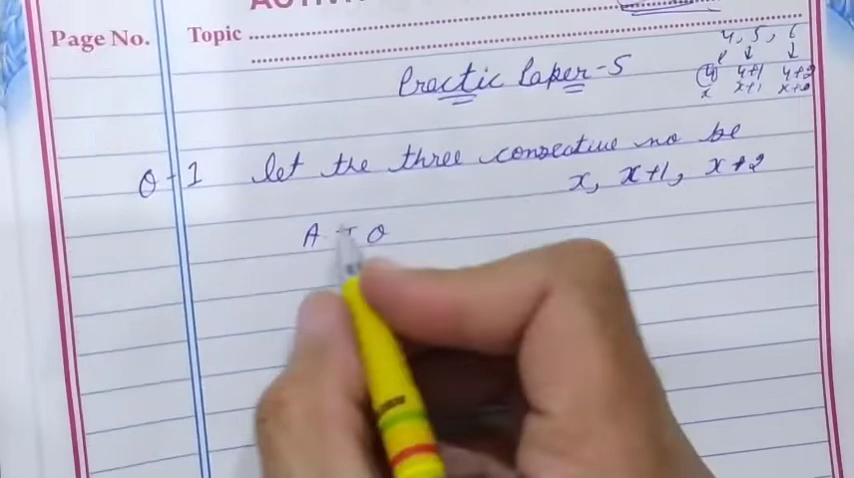 Page No.
Topic
4, 5, 6
4 4+1 4+2
x x+1 x+2
Practic Paper-5
Q-1 let the three consecutive no be
x, x+1, x+2
A T Q